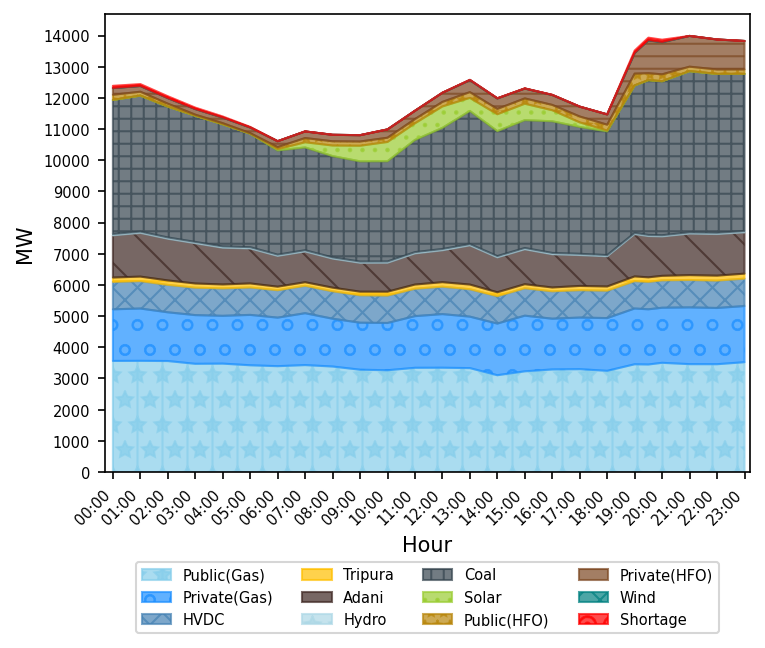 14000
13000
12000
11000
10000
9000
8000
7000
6000
5000
4000
3000
2000
1000
0
MW
00:00 01:00 02:00 03:00 04:00 05:00 06:00 07:00 08:00 09:00 10:00 11:00 12:00 13:00 14:00 15:00 16:00 17:00 18:00 19:00 20:00 21:00 22:00 23:00
Hour
Public(Gas) Tripura Coal Private(HFO)
Private(Gas) Adani Solar Wind
HVDC Hydro Public(HFO) Shortage